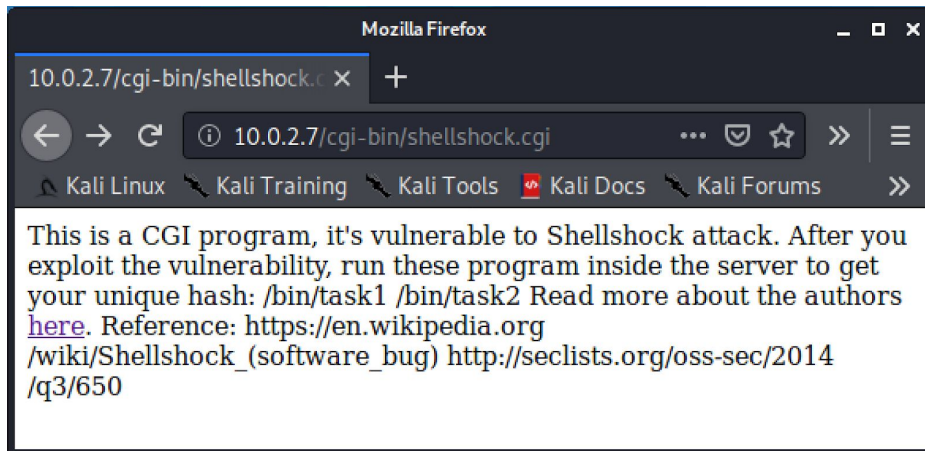 Mozilla Firefox
10.0.2.7/cgi-bin/shellshock.c
10.0.2.7/cgi-bin/shellshock.cgi
Kali Linux Kali Training Kali Tools Kali Docs Kali Forums
This is a CGI program, it's vulnerable to Shellshock attack. After you
exploit the vulnerability, run these program inside the server to get
your unique hash: /bin/task1 /bin/task2 Read more about the authors
here. Reference: https://en.wikipedia.org
/wiki/Shellshock_(software_bug) http://seclists.org/oss-sec/2014
/q3/650